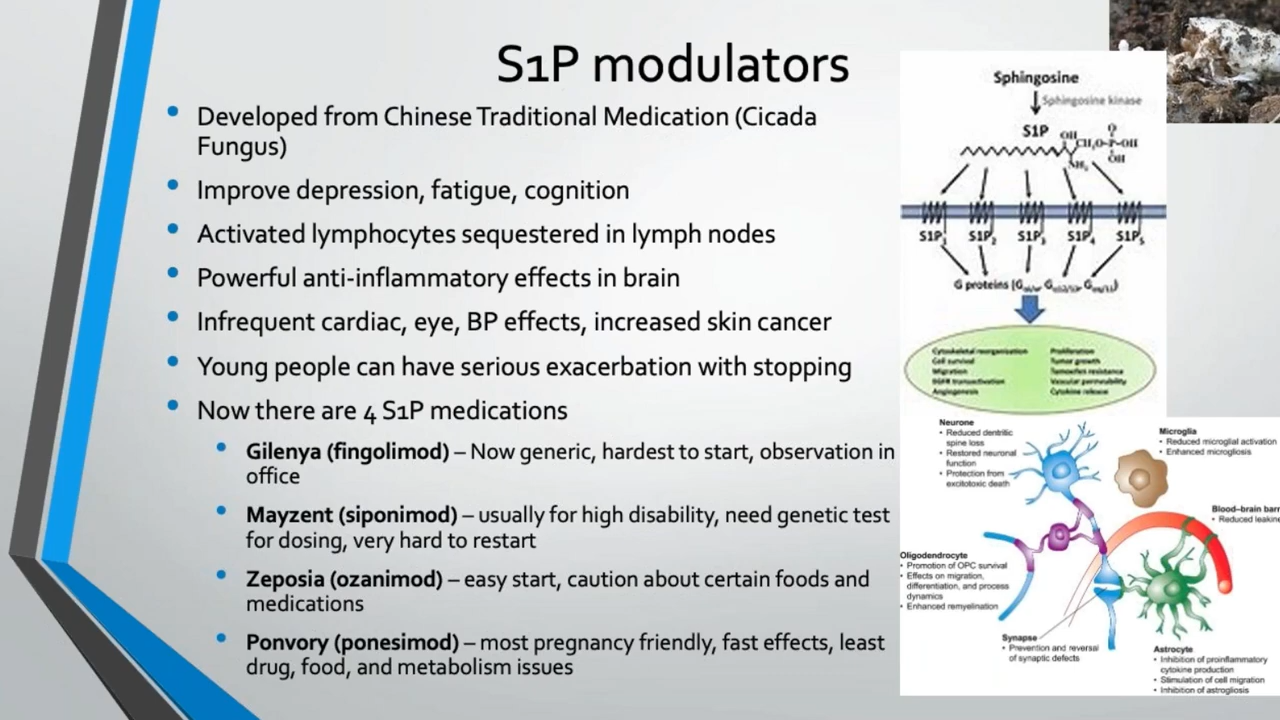 S1P modulators
• Developed from Chinese Traditional Medication (Cicada
Fungus)
• Improve depression, fatigue, cognition
• Activated lymphocytes sequestered in lymph nodes
• Powerful anti-inflammatory effects in brain
• Infrequent cardiac, eye, BP effects, increased skin cancer
• Young people can have serious exacerbation with stopping
• Now there are 4 S1P medications
• Gilenya (fingolimod) – Now generic, hardest to start, observation in
office
• Mayzent (siponimod) – usually for high disability, need genetic test
for dosing, very hard to restart
• Zeposia (ozanimod) – easy start, caution about certain foods and
medications
• Ponvory (ponesimod) – most pregnancy friendly, fast effects, least
drug, food, and metabolism issues
Sphingosine
Sphingosine kinase
S1P
S1P1 S1P2 S1P3 S1P4 S1P5
G proteins
Cytoskeletal reorganisation
Cell survival
Migration
EGFR transactivation
Angiogenesis
Proliferation
Tumor growth
Tamoxifen resistance
Vascular permeability
Cytokine release
Neurone
• Reduced dentritic
spine loss
• Restored neuronal
function
• Protection from
excitotoxic death
Microglia
• Reduced microglial activation
• Enhanced microgliosis
Blood–brain barr
• Reduced leakine
Oligodendrocyte
• Promotion of OPC survival
• Effects on migration,
differentiation, and process
dynamics
• Enhanced remyelination
Synapse
• Prevention and reversal
of synaptic defects
Astrocyte
• Inhibition of proinflammatory
cytokine production
• Stimulation of cell migration
• Inhibition of astrogliosis